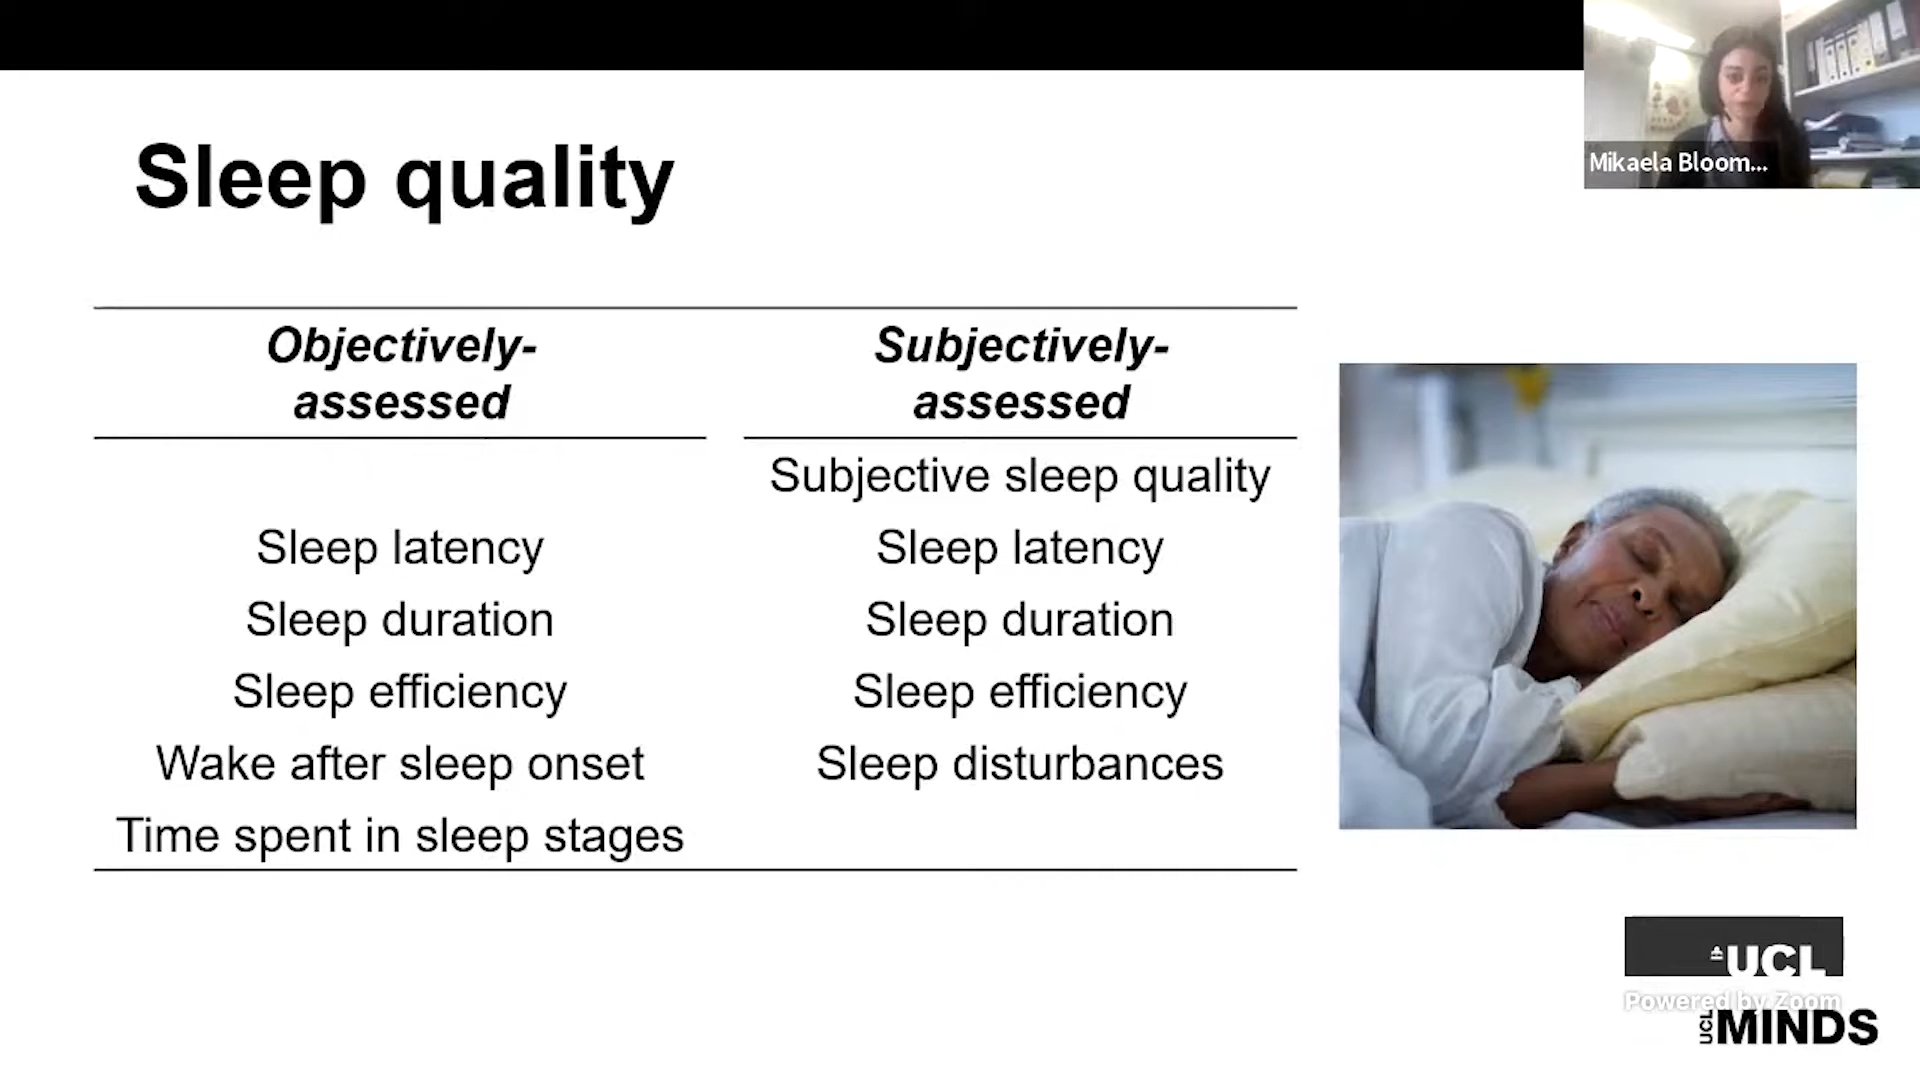 Mikaela Bloom...
Sleep quality
Objectively-
assessed
Subjectively-
assessed
Subjective sleep quality
Sleep latency
Sleep latency
Sleep duration
Sleep duration
Sleep efficiency
Sleep efficiency
Wake after sleep onset
Sleep disturbances
Time spent in sleep stages
UCL
Powered by Zoom
UCL MINDS